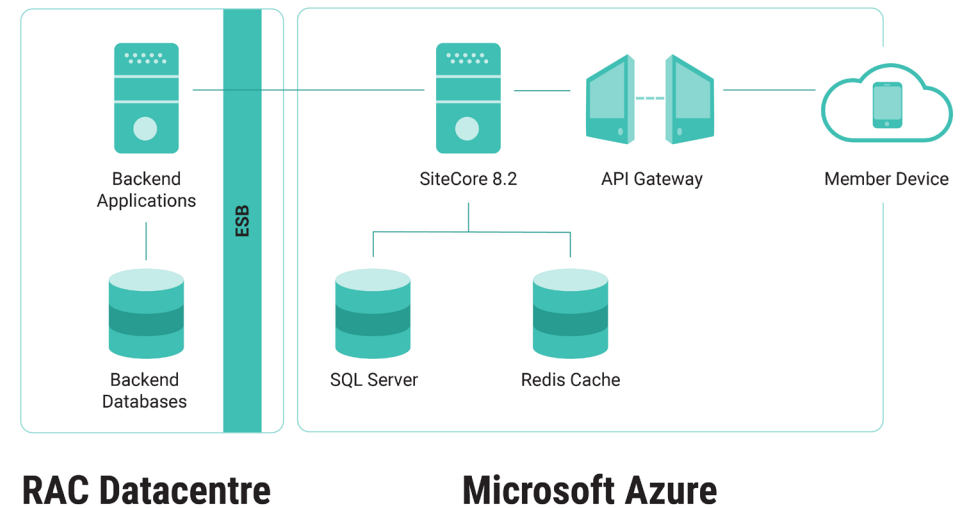 Backend
Applications
ESB
SiteCore 8.2
API Gateway
Member Device
Backend
Databases
SQL Server
Redis Cache
RAC Datacentre
Microsoft Azure